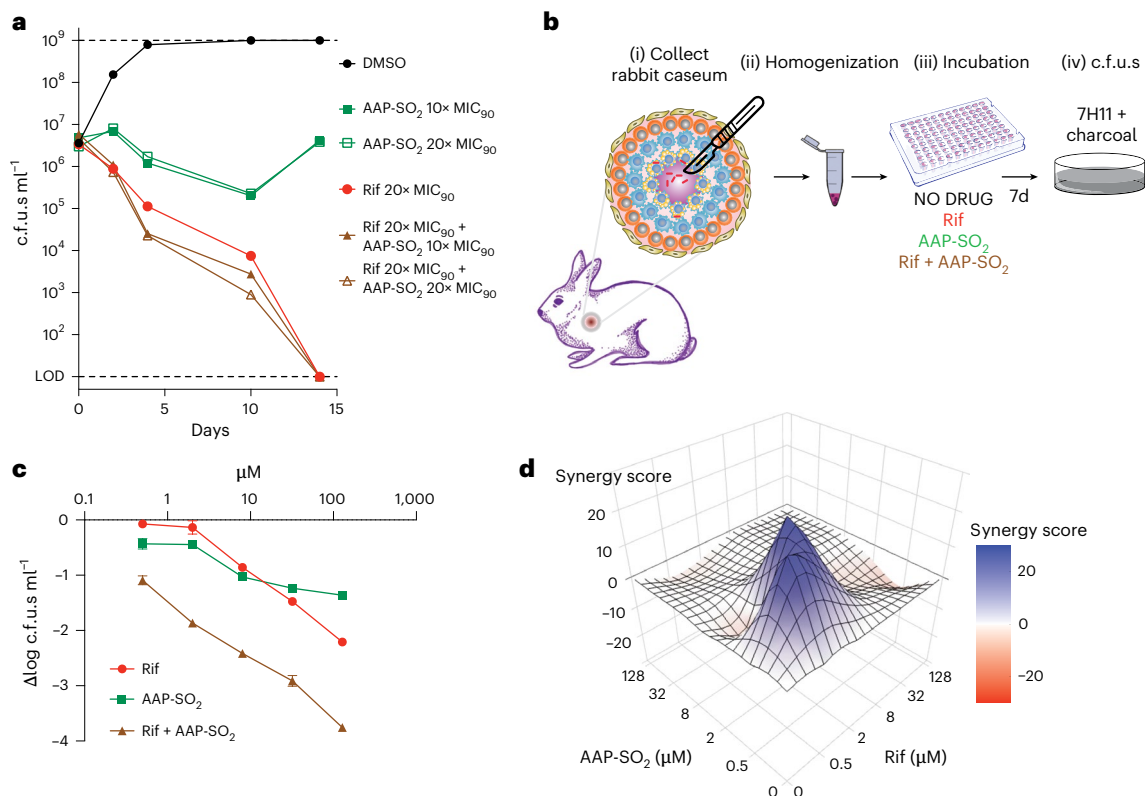 a
10⁹
10⁸
10⁷
10⁶
10⁵
10⁴
10³
10²
LOD
c.f.u.s ml⁻¹
0
5
10
15
Days
DMSO
AAP-SO₂ 10× MIC₉₀
AAP-SO₂ 20× MIC₉₀
Rif 20× MIC₉₀
Rif 20× MIC₉₀ +
AAP-SO₂ 10× MIC₉₀
Rif 20× MIC₉₀ +
AAP-SO₂ 20× MIC₉₀
b
(i) Collect
rabbit caseum
(ii) Homogenization
(iii) Incubation
(iv) c.f.u.s
NO DRUG
Rif
AAP-SO₂
Rif + AAP-SO₂
7d
7H11 +
charcoal
c
μM
0.1
1
10
100
1,000
0
–1
–2
–3
–4
Δlog c.f.u.s ml⁻¹
Rif
AAP-SO₂
Rif + AAP-SO₂
d
Synergy score
20
10
0
–10
–20
128
32
8
2
0.5
0
AAP-SO₂ (μM)
0
0.5
2
8
32
128
Rif (μM)
Synergy score
20
0
–20